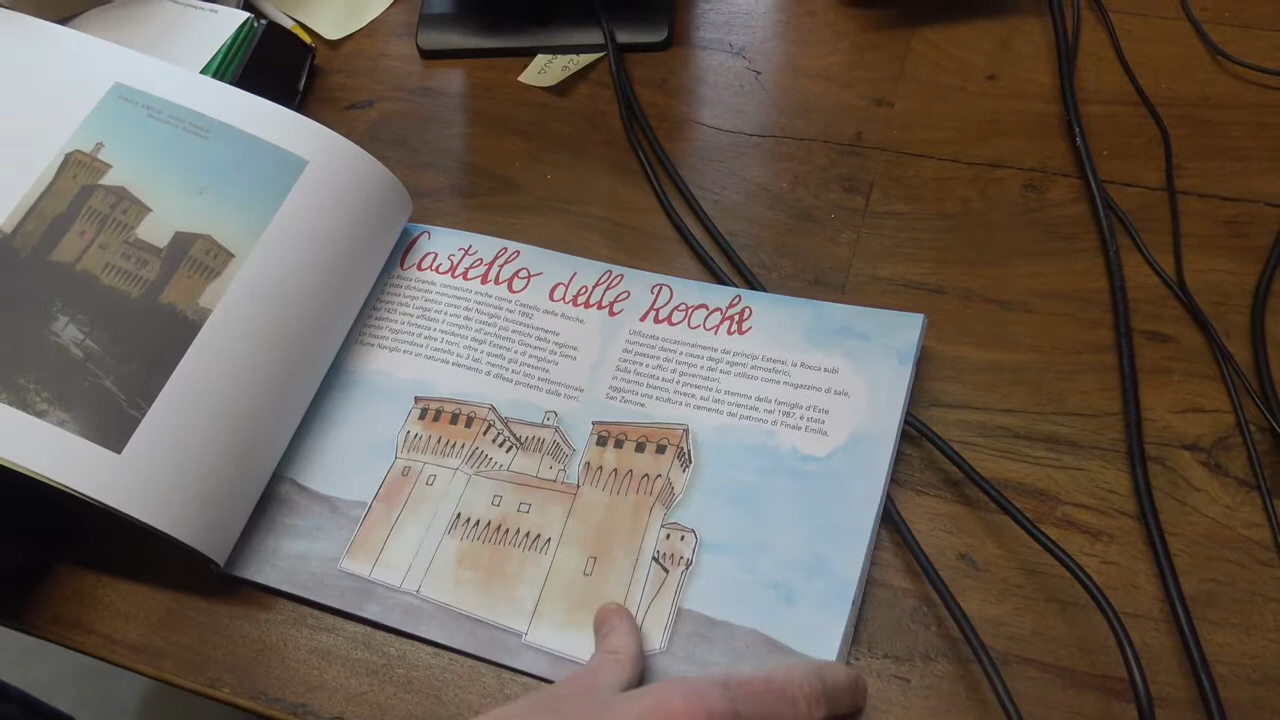 Castello delle Rocche
La Rocca Grande, conosciuta anche come Castello delle Rocche,
è stata dichiarata monumento nazionale nel 1892.
Si trova lungo l'antico corso del Naviglio (successivamente
Panaro della Lunga) ed è uno dei castelli più antichi della regione.
Nel 1425 viene affidato il compito all'architetto Giovanni da Siena
di adattare la fortezza a residenza degli Estensi e di ampliarla
tramite l'aggiunta di altre 3 torri, oltre a quella già presente.
Un fossato circondava il castello su 3 lati, mentre sul lato settentrionale
il fiume Naviglio era un naturale elemento di difesa protetto dalle torri.
Utilizzata occasionalmente dai principi Estensi, la Rocca subì
numerosi danni a causa degli agenti atmosferici,
del passare del tempo e del suo utilizzo come magazzino di sale,
carcere e uffici di governatori.
Sulla facciata sud è presente lo stemma della famiglia d'Este
in marmo bianco, invece, sul lato orientale, nel 1987, è stata
aggiunta una scultura in cemento del patrono di Finale Emilia,
San Zenone.
26